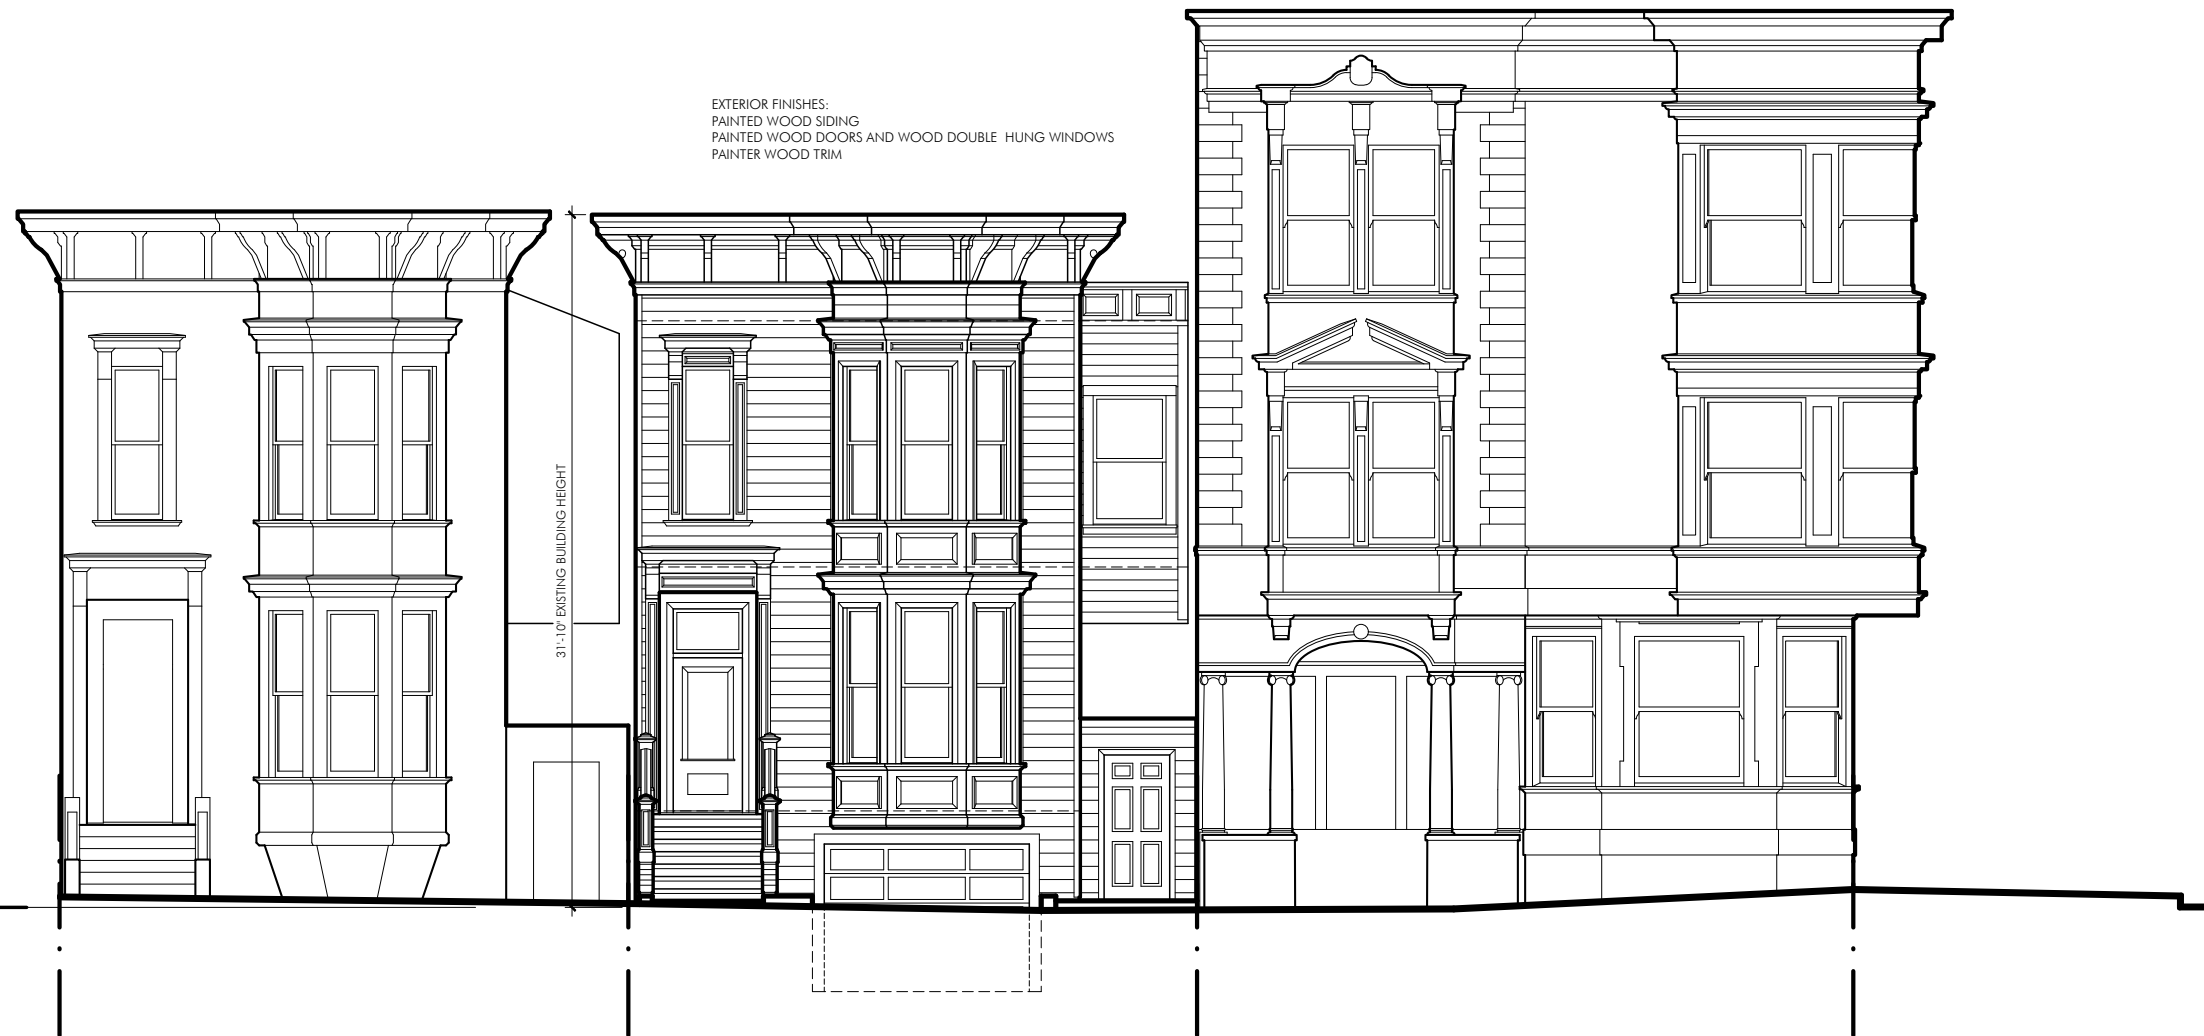 EXTERIOR FINISHES:
PAINTED WOOD SIDING
PAINTED WOOD DOORS AND WOOD DOUBLE HUNG WINDOWS
PAINTER WOOD TRIM
31'-10" EXISTING BUILDING HEIGHT